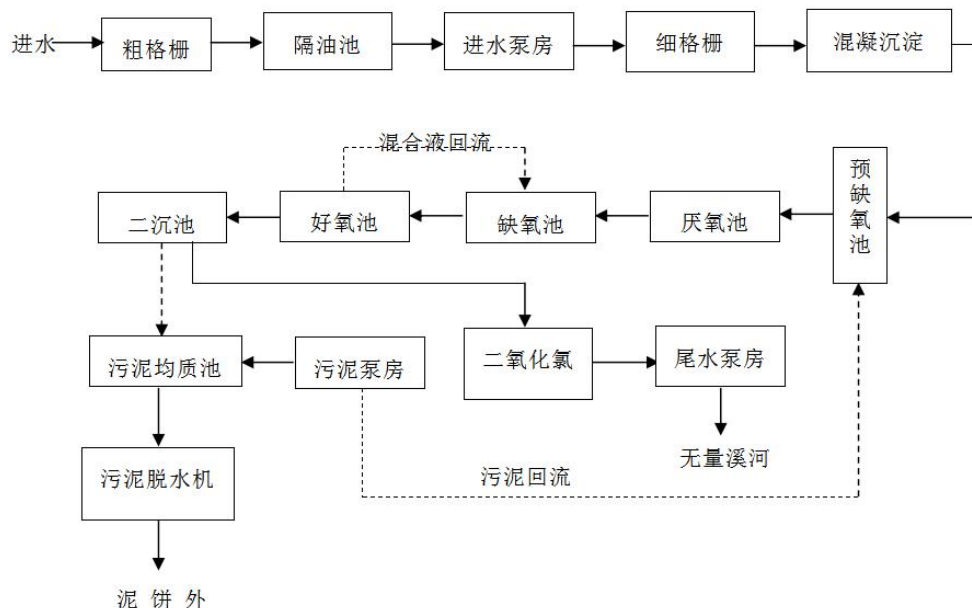 进水
粗格栅
隔油池
进水泵房
细格栅
混凝沉淀
混合液回流
预缺氧池
二沉池
好氧池
缺氧池
厌氧池
污泥均质池
污泥泵房
二氧化氯
尾水泵房
无量溪河
污泥脱水机
污泥回流
泥饼外